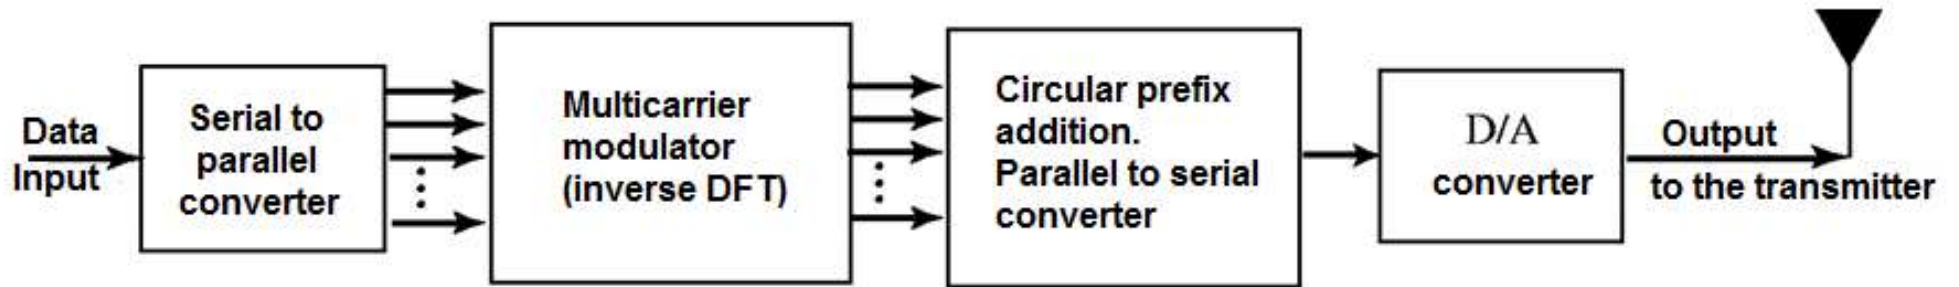 Data
Input
Serial to
parallel
converter
Multicarrier
modulator
(inverse DFT)
Circular prefix
addition.
Parallel to serial
converter
D/A
converter
Output
to the transmitter